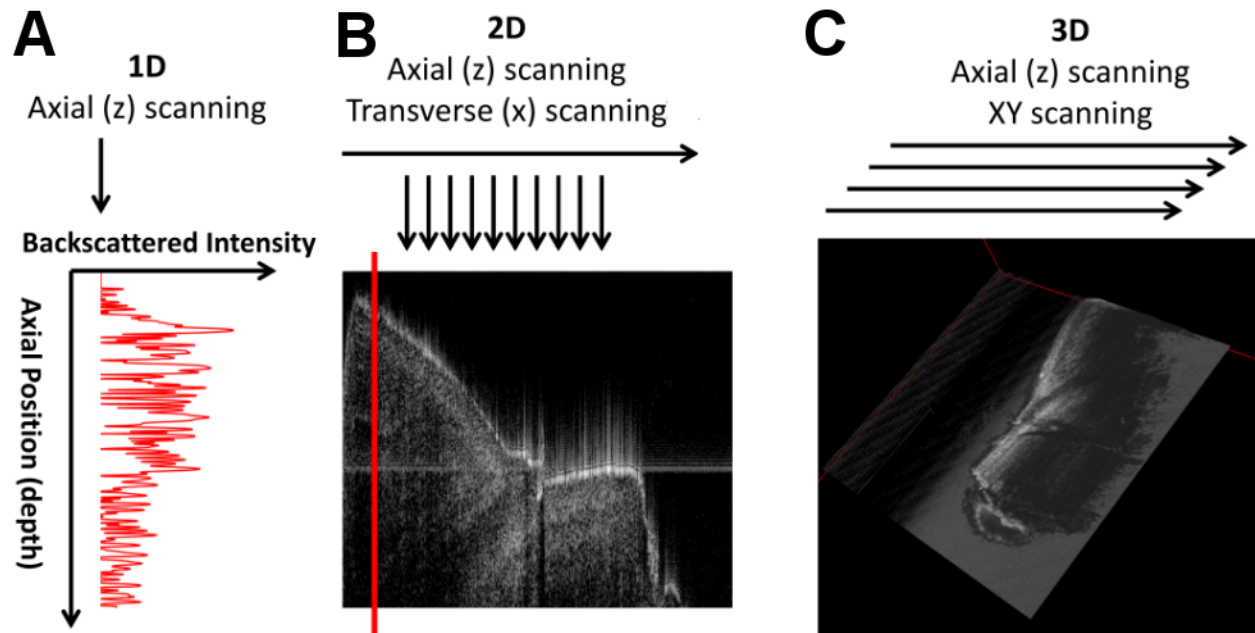 A
1D
Axial (z) scanning
Backscattered Intensity
Axial Position (depth)
B
2D
Axial (z) scanning
Transverse (x) scanning
C
3D
Axial (z) scanning
XY scanning